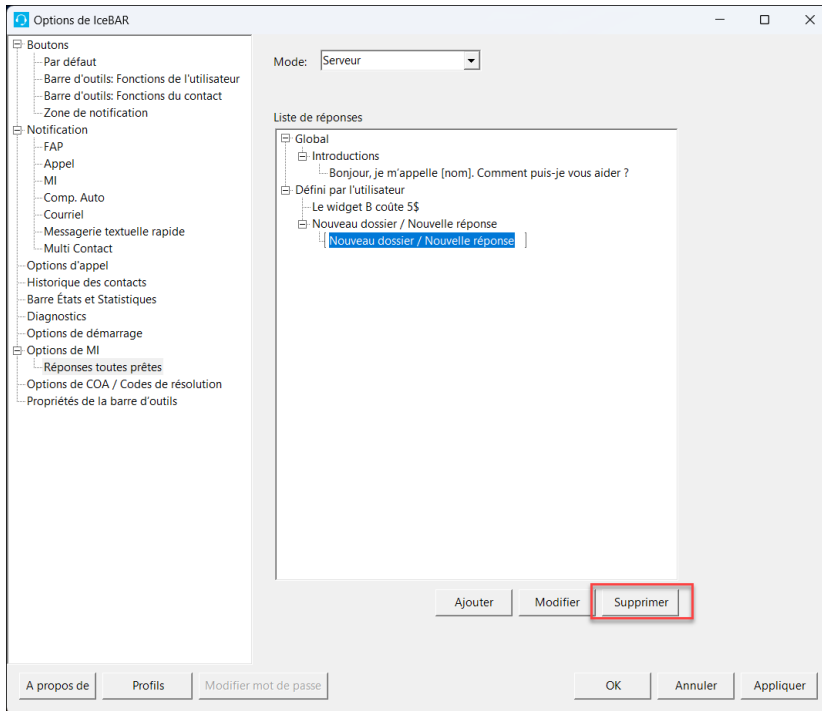 Options de IceBAR
Boutons
Par défaut
Barre d'outils: Fonctions de l'utilisateur
Barre d'outils: Fonctions du contact
Zone de notification
Notification
FAP
Appel
MI
Comp. Auto
Courriel
Messagerie textuelle rapide
Multi Contact
Options d'appel
Historique des contacts
Barre États et Statistiques
Diagnostics
Options de démarrage
Options de MI
Réponses toutes prêtes
Options de COA / Codes de résolution
Propriétés de la barre d'outils
Mode: Serveur
Liste de réponses
Global
Introductions
Bonjour, je m'appelle [nom]. Comment puis-je vous aider ?
Défini par l'utilisateur
Le widget B coûte 5$
Nouveau dossier / Nouvelle réponse
Nouveau dossier / Nouvelle réponse
Ajouter Modifier Supprimer
A propos de Profils Modifier mot de passe OK Annuler Appliquer